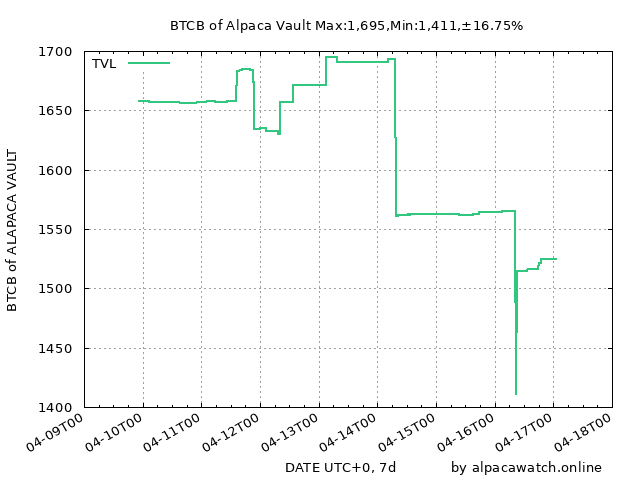 BTCB of Alpaca Vault Max:1,695,Min:1,411,±16.75%
TVL
1700
1650
1600
1550
1500
1450
1400
BTCB of ALAPACA VAULT
04-09T00
04-10T00
04-11T00
04-12T00
04-13T00
04-14T00
04-15T00
04-16T00
04-17T00
04-18T00
DATE UTC+0, 7d
by alpacawatch.online